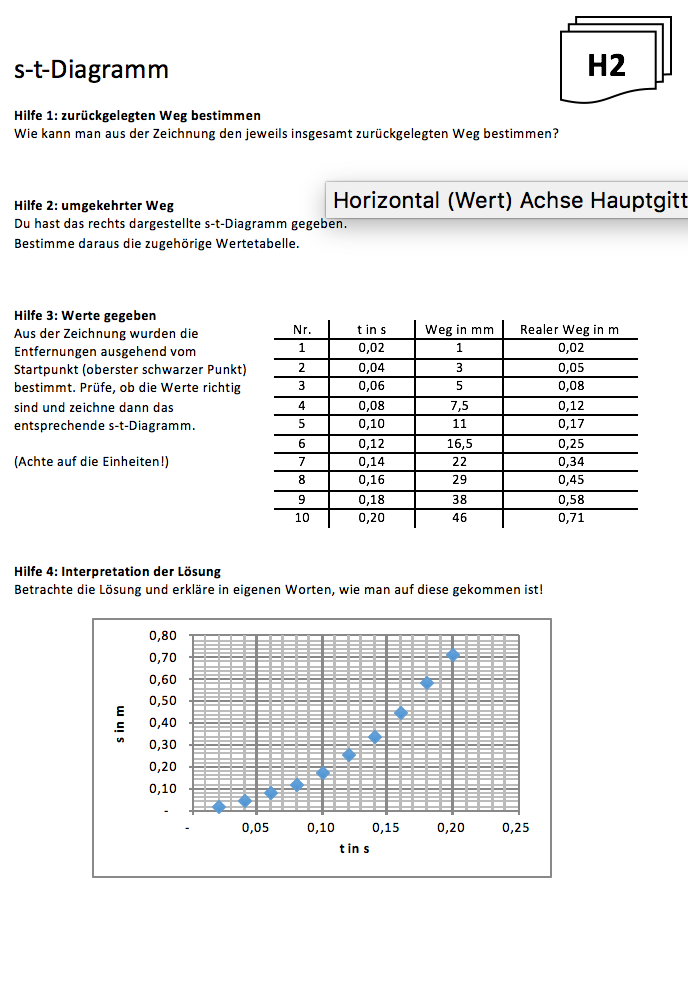 H2
s-t-Diagramm
Hilfe 1: zurückgelegten Weg bestimmen
Wie kann man aus der Zeichnung den jeweils insgesamt zurückgelegten Weg bestimmen?
Horizontal (Wert) Achse Hauptgitt
Hilfe 2: umgekehrter Weg
Du hast das rechts dargestellte s-t-Diagramm gegeben.
Bestimme daraus die zugehörige Wertetabelle.
Hilfe 3: Werte gegeben
Aus der Zeichnung wurden die
Entfernungen ausgehend vom
Startpunkt (oberster schwarzer Punkt)
bestimmt. Prüfe, ob die Werte richtig
sind und zeichne dann das
entsprechende s-t-Diagramm.
(Achte auf die Einheiten!)
Nr. t in s Weg in mm Realer Weg in m
1 0,02 1 0,02
2 0,04 3 0,05
3 0,06 5 0,08
4 0,08 7,5 0,12
5 0,10 11 0,17
6 0,12 16,5 0,25
7 0,14 22 0,34
8 0,16 29 0,45
9 0,18 38 0,58
10 0,20 46 0,71
Hilfe 4: Interpretation der Lösung
Betrachte die Lösung und erkläre in eigenen Worten, wie man auf diese gekommen ist!
0,80
0,70
0,60
0,50
0,40
0,30
0,20
0,10
-
s in m
- 0,05 0,10 0,15 0,20 0,25
t in s